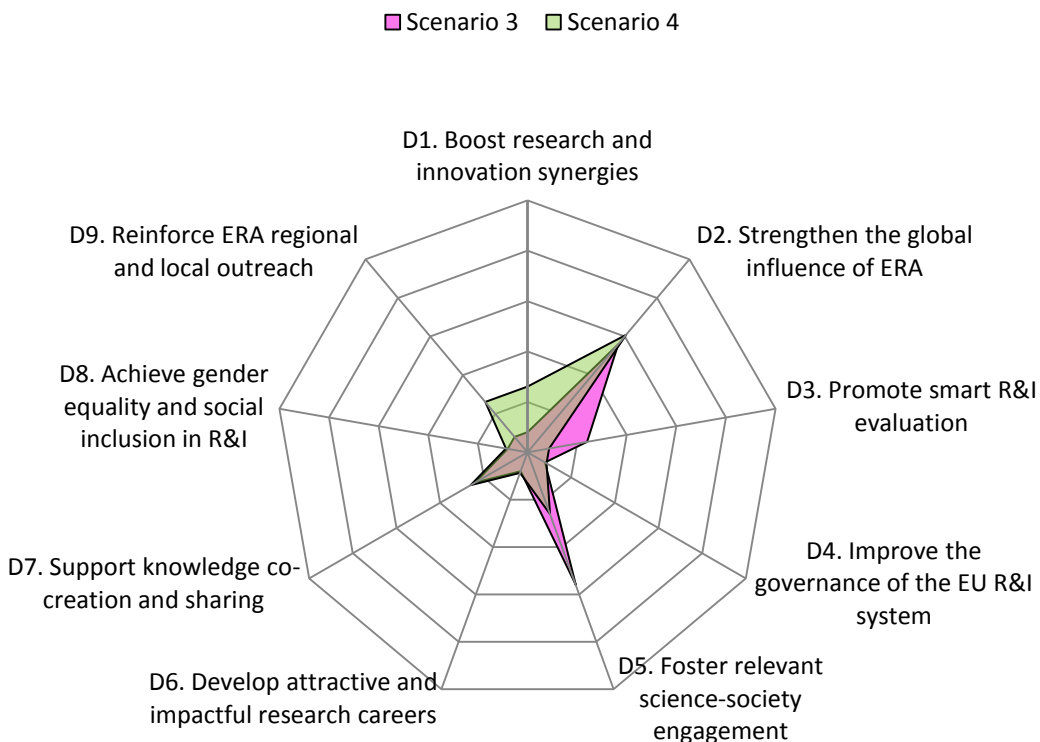 Scenario 3 Scenario 4
D1. Boost research and
innovation synergies
D2. Strengthen the global
influence of ERA
D3. Promote smart R&I
evaluation
D4. Improve the
governance of the EU R&I
system
D5. Foster relevant
science-society
engagement
D6. Develop attractive and
impactful research careers
D7. Support knowledge co-
creation and sharing
D8. Achieve gender
equality and social
inclusion in R&I
D9. Reinforce ERA regional
and local outreach